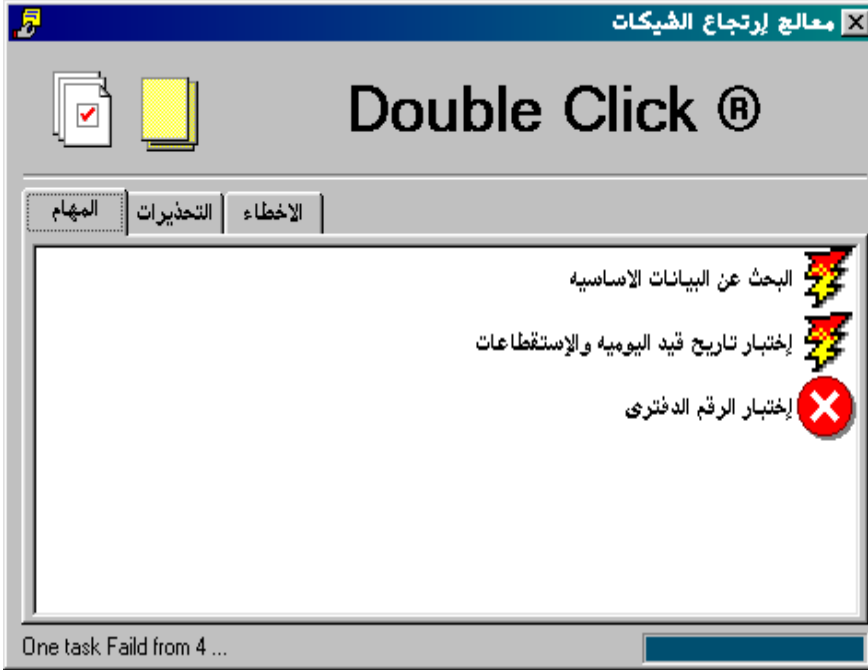 معالج إرتجاع الشيكات
Double Click ®
المهام
التحذيرات
الاخطاء
البحث عن البيانات الاساسيه
إختبار تاريخ قيد اليوميه والإستقطاعات
إختبار الرقم الدفترى
One task Faild from 4 ...